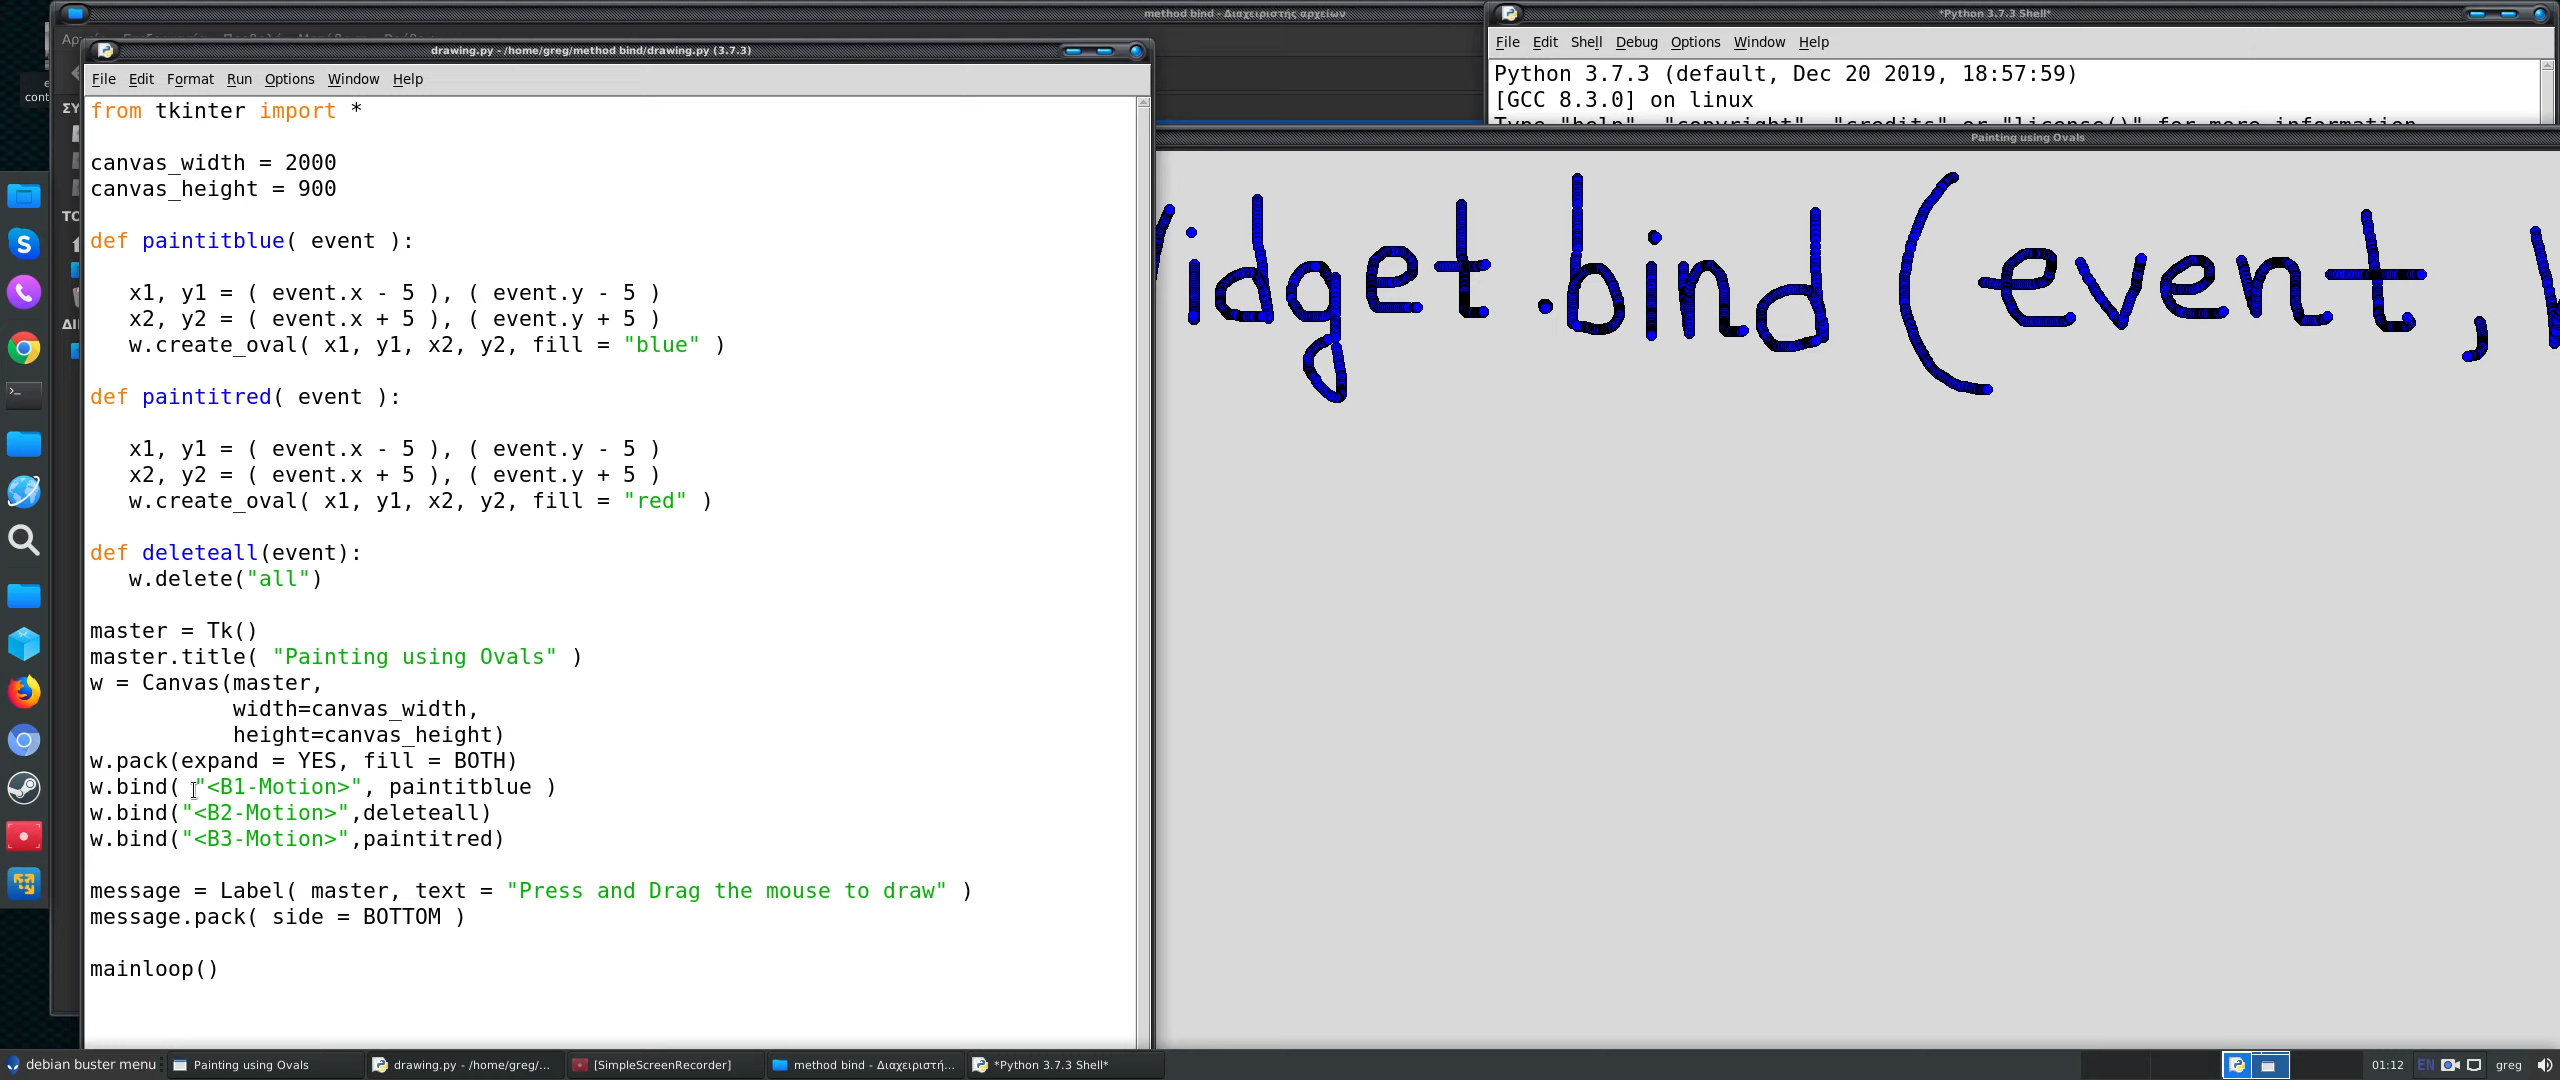 method bind - Διαχειριστής αρχείων
*Python 3.7.3 Shell*
File Edit Shell Debug Options Window Help
Python 3.7.3 (default, Dec 20 2019, 18:57:59)
[GCC 8.3.0] on linux
Type "help", "copyright", "credits" or "license()" for more information
drawing.py - /home/greg/method bind/drawing.py (3.7.3)
File Edit Format Run Options Window Help
from tkinter import *
canvas_width = 2000
canvas_height = 900
def paintitblue( event ):
x1, y1 = ( event.x - 5 ), ( event.y - 5 )
x2, y2 = ( event.x + 5 ), ( event.y + 5 )
w.create_oval( x1, y1, x2, y2, fill = "blue" )
def paintitred( event ):
x1, y1 = ( event.x - 5 ), ( event.y - 5 )
x2, y2 = ( event.x + 5 ), ( event.y + 5 )
w.create_oval( x1, y1, x2, y2, fill = "red" )
def deleteall(event):
w.delete("all")
master = Tk()
master.title( "Painting using Ovals" )
w = Canvas(master,
width=canvas_width,
height=canvas_height)
w.pack(expand = YES, fill = BOTH)
w.bind( "<B1-Motion>", paintitblue )
w.bind("<B2-Motion>",deleteall)
w.bind("<B3-Motion>",paintitred)
message = Label( master, text = "Press and Drag the mouse to draw" )
message.pack( side = BOTTOM )
mainloop()
Painting using Ovals
idget.bind (event,
debian buster menu Painting using Ovals drawing.py - /home/greg/... [SimpleScreenRecorder] method bind - Διαχειριστή... *Python 3.7.3 Shell* 01:12 EN greg